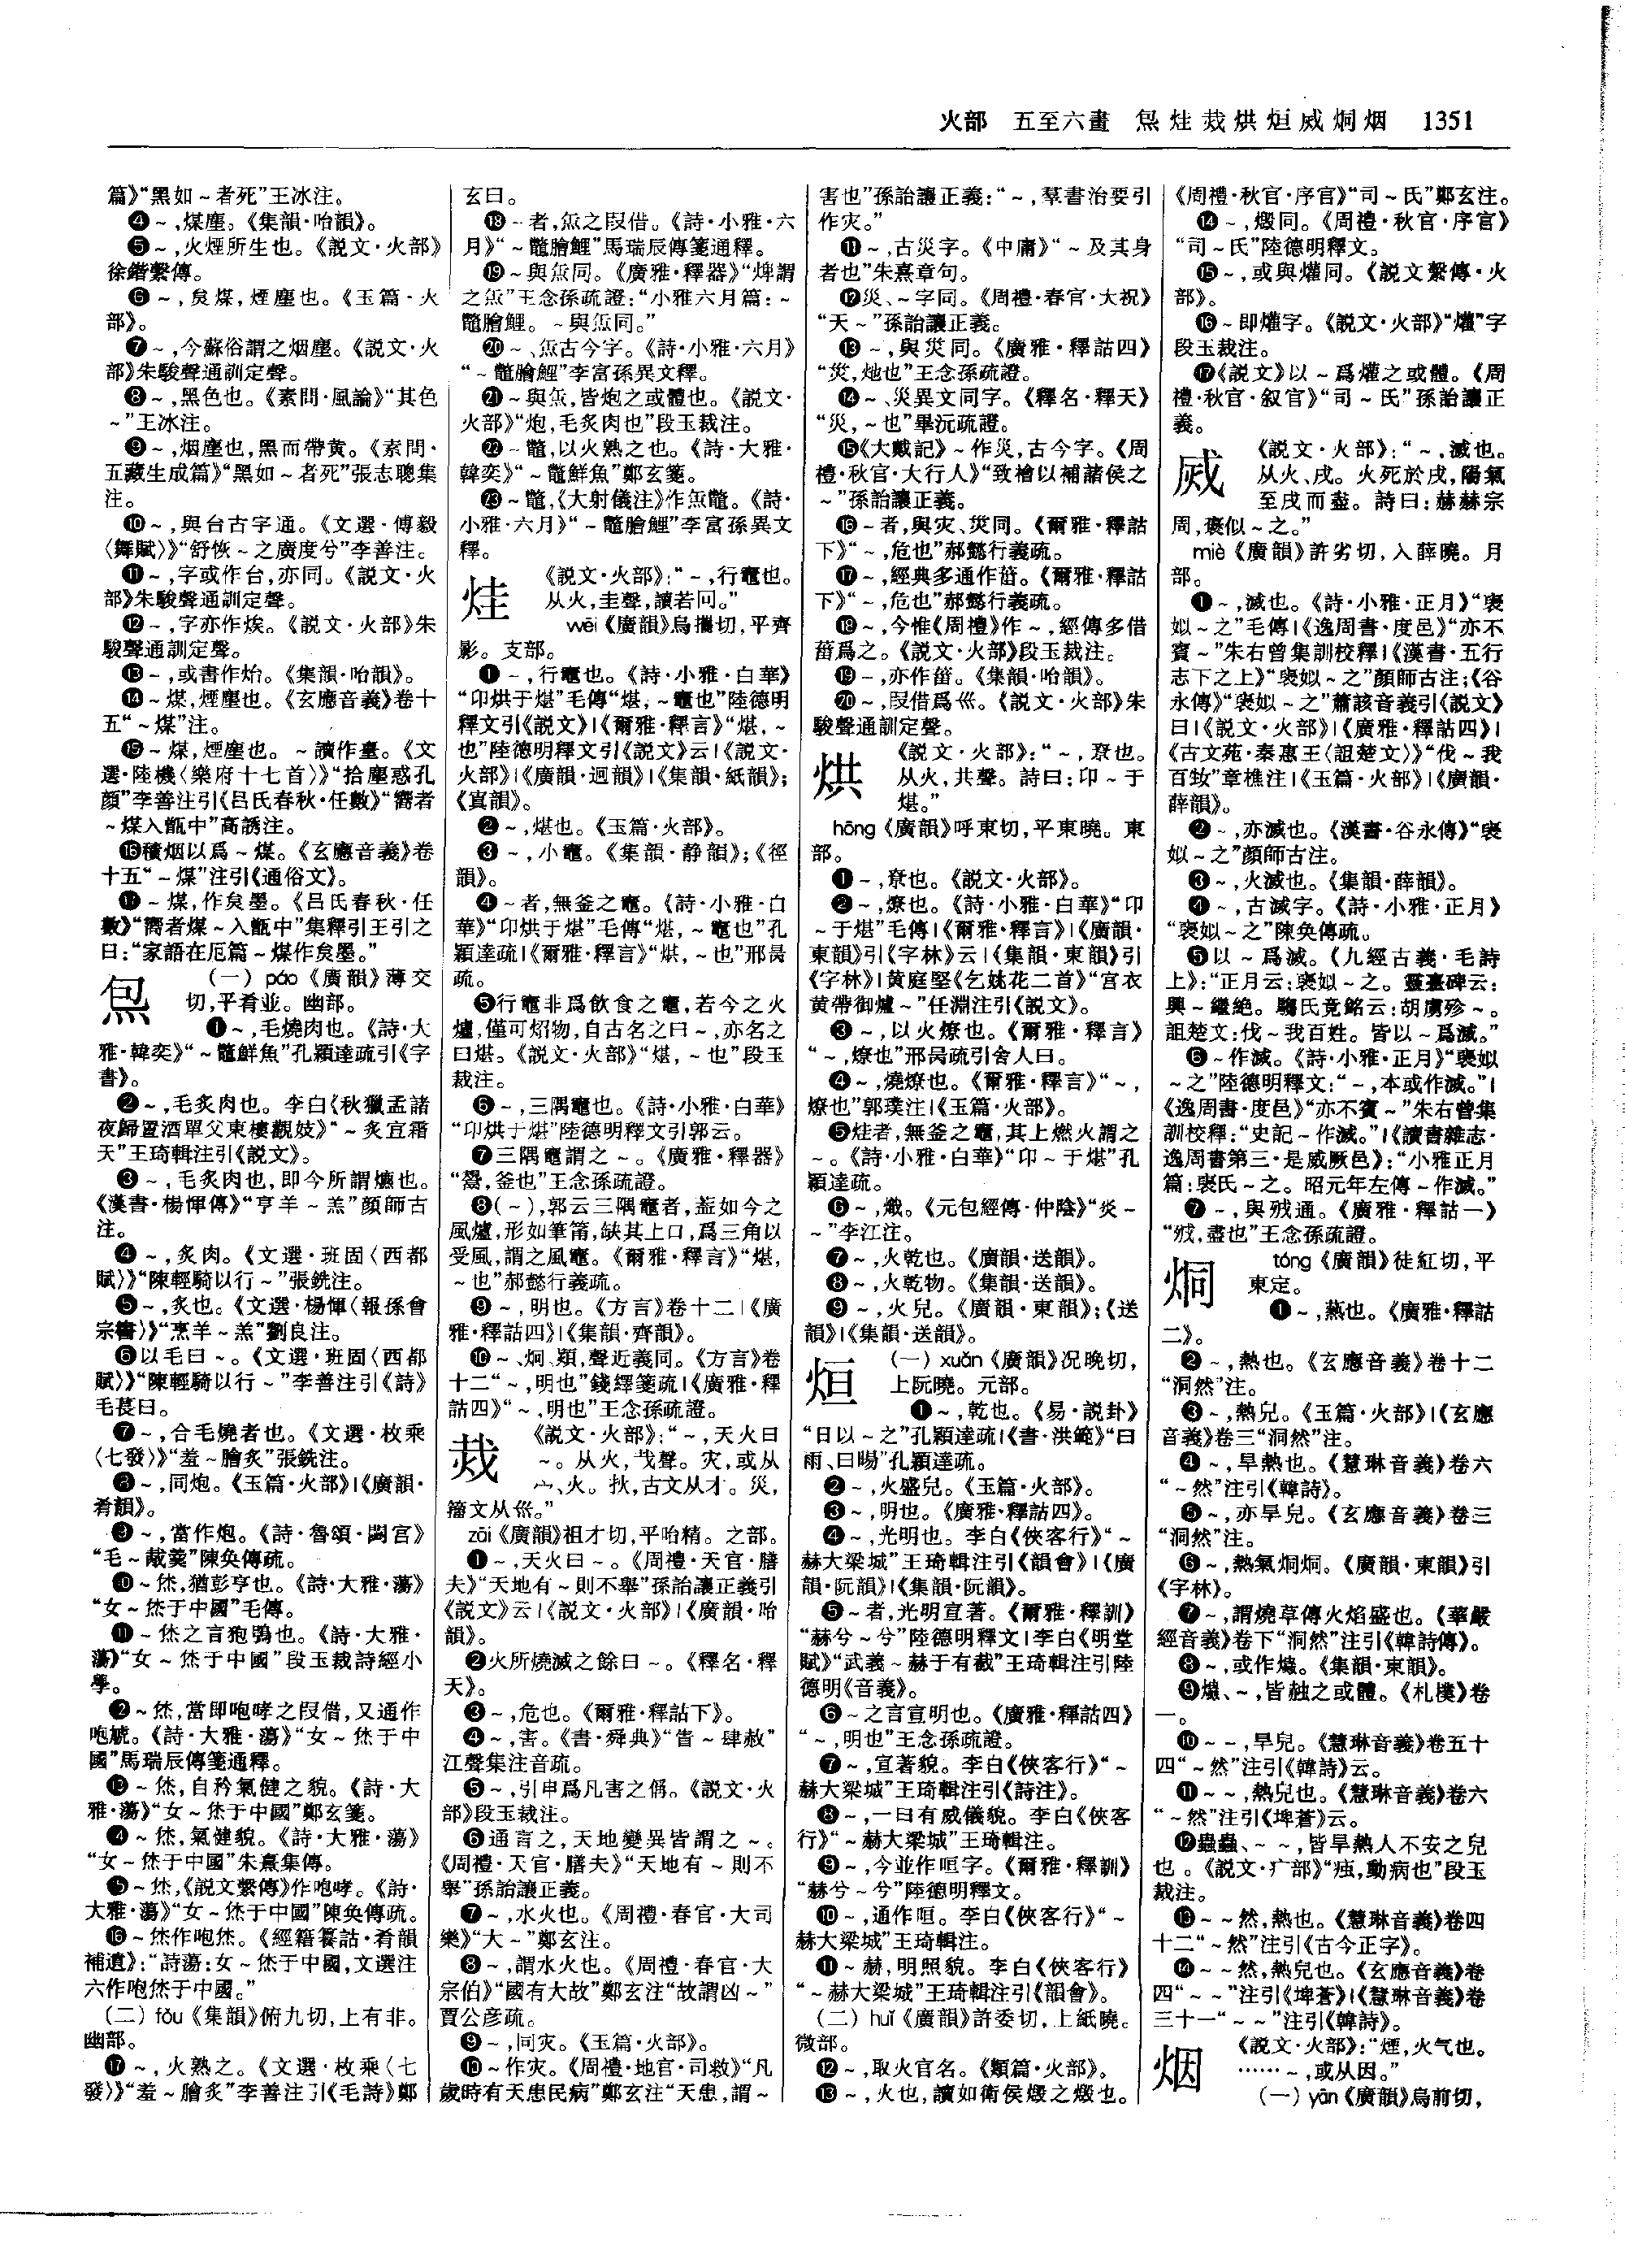 火部　五至六畫　炰烓烖烘烜烕烔烟　1351
篇》“黑如～者死”王冰注。
❹～,煤塵。《集韻·咍韻》。
❺～,火煙所生也。《説文·火部》
徐鍇繫傳。
❻～,炱煤,煙塵也。《玉篇·火
部》。
❼～,今蘇俗謂之烟塵。《説文·火
部》朱駿聲通訓定聲。
❽～,黑色也。《素問·風論》“其色
～”王冰注。
❾～,烟塵也,黑而帶黄。《素問·
五藏生成篇》“黑如～者死”張志聰集
注。
❿～,與台古字通。《文選·傅毅
〈舞賦〉》“舒恢～之廣度兮”李善注。
⓫～,字或作台,亦同。《説文·火
部》朱駿聲通訓定聲。
⓬～,字亦作㷇。《説文·火部》朱
駿聲通訓定聲。
⓭～,或書作炲。《集韻·咍韻》。
⓮～煤,煙塵也。《玄應音義》卷十
五“～煤”注。
⓯～煤,煙塵也。～讀作臺。《文
選·陸機〈樂府十七首〉》“拾塵惑孔
顔”李善注引《吕氏春秋·任數》“嚮者
～煤入甑中”高誘注。
⓰積烟以爲～煤。《玄應音義》卷
十五“～煤”注引《通俗文》。
⓱～煤,作炱墨。《吕氏春秋·任
數》“嚮者煤～入甑中”集釋引王引之
曰:“家語在厄篇～煤作炱墨。”
炰
(一) páo《廣韻》薄交
切,平肴並。幽部。
❶～,毛燒肉也。《詩·大
雅·韓奕》“～鼈鮮魚”孔穎達疏引《字
書》。
❷～,毛炙肉也。李白《秋獵孟諸
夜歸置酒單父東樓觀妓》“～炙宜霜
天”王琦輯注引《説文》。
❸～,毛炙肉也,即今所謂爊也。
《漢書·楊惲傳》“亨羊～羔”顔師古
注。
❹～,炙肉。《文選·班固〈西都
賦〉》“陳輕騎以行～”張銑注。
❺～,炙也。《文選·楊惲〈報孫會
宗書〉》“烹羊～羔”劉良注。
❻以毛曰～。《文選·班固〈西都
賦〉》“陳輕騎以行～”李善注引《詩》
毛萇曰。
❼～,合毛燒者也。《文選·枚乘
〈七發〉》“羞～膾炙”張銑注。
❽～,同炮。《玉篇·火部》|《廣韻·
肴韻》。
❾～,當作炮。《詩·魯頌·閟宮》
“毛～胾羹”陳奂傳疏。
❿～烋,猶彭亨也。《詩·大雅·蕩》
“女～烋于中國”毛傳。
⓫～烋之言狍鴞也。《詩·大雅·
蕩》“女～烋于中國”段玉裁詩經小
學。
⓬～烋,當即咆哮之叚借,又通作
咆虓。《詩·大雅·蕩》“女～烋于中
國”馬瑞辰傳箋通釋。
⓭～烋,自矜氣健之貌。《詩·大
雅·蕩》“女～烋于中國”鄭玄箋。
⓮～烋,氣健貌。《詩·大雅·蕩》
“女～烋于中國”朱熹集傳。
⓯～烋,《説文繫傳》作咆哮。《詩·
大雅·蕩》“女～烋于中國”陳奂傳疏。
⓰～烋作咆烋。《經籍籑詁·肴韻
補遺》:“詩蕩:女～烋于中國,文選注
六作咆烋于中國。”
(二) fǒu《集韻》俯九切,上有非。
幽部。
⓱～,火熟之。《文選·枚乘〈七
發〉》“羞～膾炙”李善注引《毛詩》鄭
玄曰。
⓲～者,缹之叚借。《詩·小雅·六
月》“～鼈膾鯉”馬瑞辰傳箋通釋。
⓳～與缹同。《廣雅·釋器》“焷謂
之缹”王念孫疏證:“小雅六月篇:～
鼈膾鯉。～與缹同。”
⓴～、缹古今字。《詩·小雅·六月》
“～鼈膾鯉”李富孫異文釋。
㉑～與缹,皆炮之或體也。《説文·
火部》“炮,毛炙肉也”段玉裁注。
㉒～鼈,以火熟之也。《詩·大雅·
韓奕》“～鼈鮮魚”鄭玄箋。
㉓～鼈,《大射儀注》作缹鼈。《詩·
小雅·六月》“～鼈膾鯉”李富孫異文
釋。
烓
《説文·火部》:“～,行竈也。
从火,圭聲,讀若冋。”
wēi《廣韻》烏攜切,平齊
影。支部。
❶～,行竈也。《詩·小雅·白華》
“卬烘于煁”毛傳“煁,～竈也”陸德明
釋文引《説文》|《爾雅·釋言》“煁,～
也”陸德明釋文引《説文》云|《説文·
火部》|《廣韻·迥韻》|《集韻·紙韻》;
《寘韻》。
❷～,煁也。《玉篇·火部》。
❸～,小竈。《集韻·静韻》;《徑
韻》。
❹～者,無釜之竈。《詩·小雅·白
華》“卬烘于煁”毛傳“煁,～竈也”孔
穎達疏|《爾雅·釋言》“煁,～也”邢昺
疏。
❺行竈非爲飲食之竈,若今之火
爐,僅可炤物,自古名之曰～,亦名之
曰煁。《説文·火部》“煁,～也”段玉
裁注。
❻～,三隅竈也。《詩·小雅·白華》
“卬烘于煁”陸德明釋文引郭云。
❼三隅竈謂之～。《廣雅·釋器》
“鬹,釜也”王念孫疏證。
❽(～),郭云三隅竈者,葢如今之
風爐,形如筆筩,缺其上口,爲三角以
受風,謂之風竈。《爾雅·釋言》“煁,
～也”郝懿行義疏。
❾～,明也。《方言》卷十二|《廣
雅·釋詁四》|《集韻·齊韻》。
❿～、炯、熲,聲近義同。《方言》卷
十二“～,明也”錢繹箋疏|《廣雅·釋
詁四》“～,明也”王念孫疏證。
烖
《説文·火部》:“～,天火曰
～。从火,𢦏聲。灾,或从
宀、火。㶡,古文从才。災,
籀文从𡿧。”
zāi《廣韻》祖才切,平咍精。之部。
❶～,天火曰～。《周禮·天官·膳
夫》“天地有～則不舉”孫詒讓正義引
《説文》云|《説文·火部》|《廣韻·咍
韻》。
❷火所燒滅之餘曰～。《釋名·釋
天》。
❸～,危也。《爾雅·釋詁下》。
❹～,害。《書·舜典》“眚～肆赦”
江聲集注音疏。
❺～,引申爲凡害之偁。《説文·火
部》段玉裁注。
❻通言之,天地變異皆謂之～。
《周禮·天官·膳夫》“天地有～則不
舉”孫詒讓正義。
❼～,水火也。《周禮·春官·大司
樂》“大～”鄭玄注。
❽～,謂水火也。《周禮·春官·大
宗伯》“國有大故”鄭玄注“故謂凶～”
賈公彦疏。
❾～,同灾。《玉篇·火部》。
❿～作灾。《周禮·地官·司救》“凡
歲時有天患民病”鄭玄注“天患,謂～
害也”孫詒讓正義:“～,羣書治要引
作灾。”
⓫～,古災字。《中庸》“～及其身
者也”朱熹章句。
⓬災、～字同。《周禮·春官·大祝》
“天～”孫詒讓正義。
⓭～,與災同。《廣雅·釋詁四》
“災,灺也”王念孫疏證。
⓮～、災異文同字。《釋名·釋天》
“災,～也”畢沅疏證。
⓯《大戴記》～作災,古今字。《周
禮·秋官·大行人》“致禬以補諸侯之
～”孫詒讓正義。
⓰～者,與灾、災同。《爾雅·釋詁
下》“～,危也”郝懿行義疏。
⓱～,經典多通作菑。《爾雅·釋詁
下》“～,危也”郝懿行義疏。
⓲～,今惟《周禮》作～,經傳多借
菑爲之。《説文·火部》段玉裁注。
⓳～,亦作甾。《集韻·咍韻》。
⓴～,叚借爲𡿧。《説文·火部》朱
駿聲通訓定聲。
烘
《説文·火部》:“～,尞也。
从火,共聲。詩曰:卬～于
煁。”
hōng《廣韻》呼東切,平東曉。東
部。
❶～,尞也。《説文·火部》。
❷～,燎也。《詩·小雅·白華》“卬
～于煁”毛傳|《爾雅·釋言》|《廣韻·
東韻》引《字林》云|《集韻·東韻》引
《字林》|黄庭堅《乞姚花二首》“宫衣
黄帶御爐～”任淵注引《説文》。
❸～,以火燎也。《爾雅·釋言》
“～,燎也”邢昺疏引舍人曰。
❹～,燒燎也。《爾雅·釋言》“～,
燎也”郭璞注|《玉篇·火部》。
❺烓者,無釜之竈,其上燃火謂之
～。《詩·小雅·白華》“卬～于煁”孔
穎達疏。
❻～,熾。《元包經傳·仲陰》“炎～
～”李江注。
❼～,火乾也。《廣韻·送韻》。
❽～,火乾物。《集韻·送韻》。
❾～,火皃。《廣韻·東韻》;《送
韻》|《集韻·送韻》。
烜
(一) xuǎn《廣韻》况晚切,
上阮曉。元部。
❶～,乾也。《易·説卦》
“日以～之”孔穎達疏|《書·洪範》“曰
雨、曰暘”孔穎達疏。
❷～,火盛皃。《玉篇·火部》。
❸～,明也。《廣雅·釋詁四》。
❹～,光明也。李白《俠客行》“～
赫大梁城”王琦輯注引《韻會》|《廣
韻·阮韻》|《集韻·阮韻》。
❺～者,光明宣著。《爾雅·釋訓》
“赫兮～兮”陸德明釋文|李白《明堂
賦》“武義～赫于有截”王琦輯注引陸
德明《音義》。
❻～之言宣明也。《廣雅·釋詁四》
“～,明也”王念孫疏證。
❼～,宣著貌。李白《俠客行》“～
赫大梁城”王琦輯注引《詩注》。
❽～,一曰有威儀貌。李白《俠客
行》“～赫大梁城”王琦輯注。
❾～,今並作咺字。《爾雅·釋訓》
“赫兮～兮”陸德明釋文。
❿～,通作咺。李白《俠客行》“～
赫大梁城”王琦輯注。
⓫～赫,明照貌。李白《俠客行》
“～赫大梁城”王琦輯注引《韻會》。
(二) huǐ《廣韻》許委切,上紙曉。
微部。
⓬～,取火官名。《類篇·火部》。
⓭～,火也,讀如衛侯燬之燬也。
《周禮·秋官·序官》“司～氏”鄭玄注。
⓮～,燬同。《周禮·秋官·序官》
“司～氏”陸德明釋文。
⓯～,或與爟同。《説文繫傳·火
部》。
⓰～即爟字。《説文·火部》“爟”字
段玉裁注。
⓱《説文》以～爲爟之或體。《周
禮·秋官·叙官》“司～氏”孫詒讓正
義。
烕
《説文·火部》:“～,滅也。
从火、戌。火死於戌,陽氣
至戌而盡。詩曰:赫赫宗
周,褒似～之。”
miè《廣韻》許劣切,入薛曉。月
部。
❶～,滅也。《詩·小雅·正月》“褒
姒～之”毛傳|《逸周書·度邑》“亦不
賓～”朱右曾集訓校釋|《漢書·五行
志下之上》“褒姒～之”顔師古注;《谷
永傳》“褒姒～之”蕭該音義引《説文》
曰|《説文·火部》|《廣雅·釋詁四》|
《古文苑·秦惠王〈詛楚文〉》“伐～我
百姓”章樵注|《玉篇·火部》|《廣韻·
薛韻》。
❷～,亦滅也。《漢書·谷永傳》“褒
姒～之”顔師古注。
❸～,火滅也。《集韻·薛韻》。
❹～,古滅字。《詩·小雅·正月》
“褒姒～之”陳奂傳疏。
❺以～爲滅。《九經古義·毛詩
上》:“正月云:褒姒～之。靈臺碑云:
興～繼絶。騶氏竟銘云:胡虜殄～。
詛楚文:伐～我百姓。皆以～爲滅。”
❻～作滅。《詩·小雅·正月》“褒姒
～之”陸德明釋文:“～,本或作滅。”|
《逸周書·度邑》“亦不賓～”朱右曾集
訓校釋:“史記～作滅。”|《讀書雜志·
逸周書第三·是威厥邑》:“小雅正月
篇:褒氏～之。昭元年左傳～作滅。”
❼～,與烕通。《廣雅·釋詁一》
“烕,盡也”王念孫疏證。
烔
tóng《廣韻》徒紅切,平
東定。
❶～,爇也。《廣雅·釋詁
二》。
❷～,熱也。《玄應音義》卷十二
“洞然”注。
❸～,熱皃。《玉篇·火部》|《玄應
音義》卷三“洞然”注。
❹～,旱熱也。《慧琳音義》卷六
“～然”注引《韓詩》。
❺～,亦旱皃。《玄應音義》卷三
“洞然”注。
❻～,熱氣烔烔。《廣韻·東韻》引
《字林》。
❼～,謂燒草傳火焰盛也。《華嚴
經音義》卷下“洞然”注引《韓詩傳》。
❽～,或作爞。《集韻·東韻》。
❾爞、～,皆融之或體。《札樸》卷
一。
❿～～,旱皃。《慧琳音義》卷五十
四“～然”注引《韓詩》云。
⓫～～,熱皃也。《慧琳音義》卷六
“～然”注引《埤蒼》云。
⓬蟲蟲、～～,皆旱熱人不安之皃
也。《説文·疒部》“痋,動病也”段玉
裁注。
⓭～～然,熱也。《慧琳音義》卷四
十二“～然”注引《古今正字》。
⓮～～然,熱皃也。《玄應音義》卷
四“～～”注引《埤蒼》|《慧琳音義》卷
三十一“～～”注引《韓詩》。
烟
《説文·火部》:“煙,火气也。
……～,或从因。”
(一) yān《廣韻》烏前切,